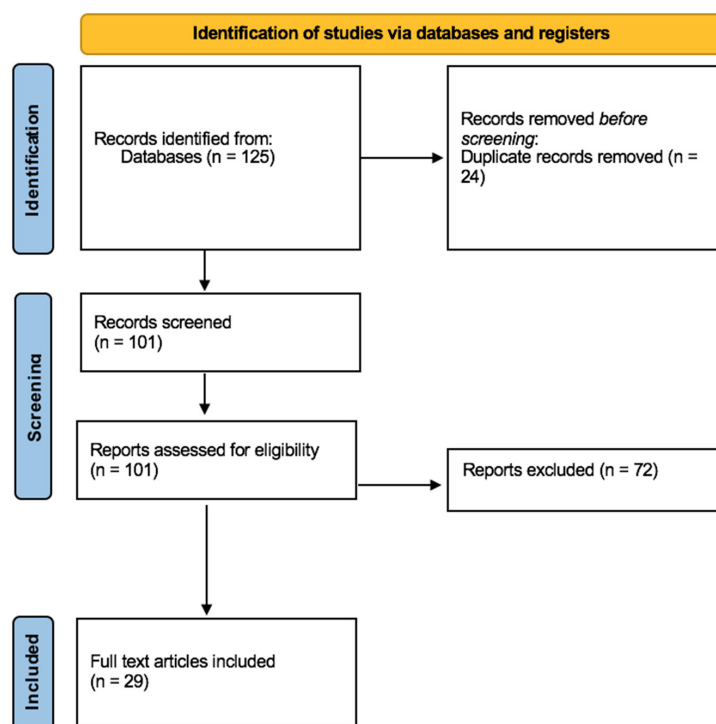 Identification of studies via databases and registers
Identification
Records identified from:
Databases (n = 125)
Records removed before
screening:
Duplicate records removed (n =
24)
Screening
Records screened
(n = 101)
Reports assessed for eligibility
(n = 101)
Reports excluded (n = 72)
Included
Full text articles included
(n = 29)